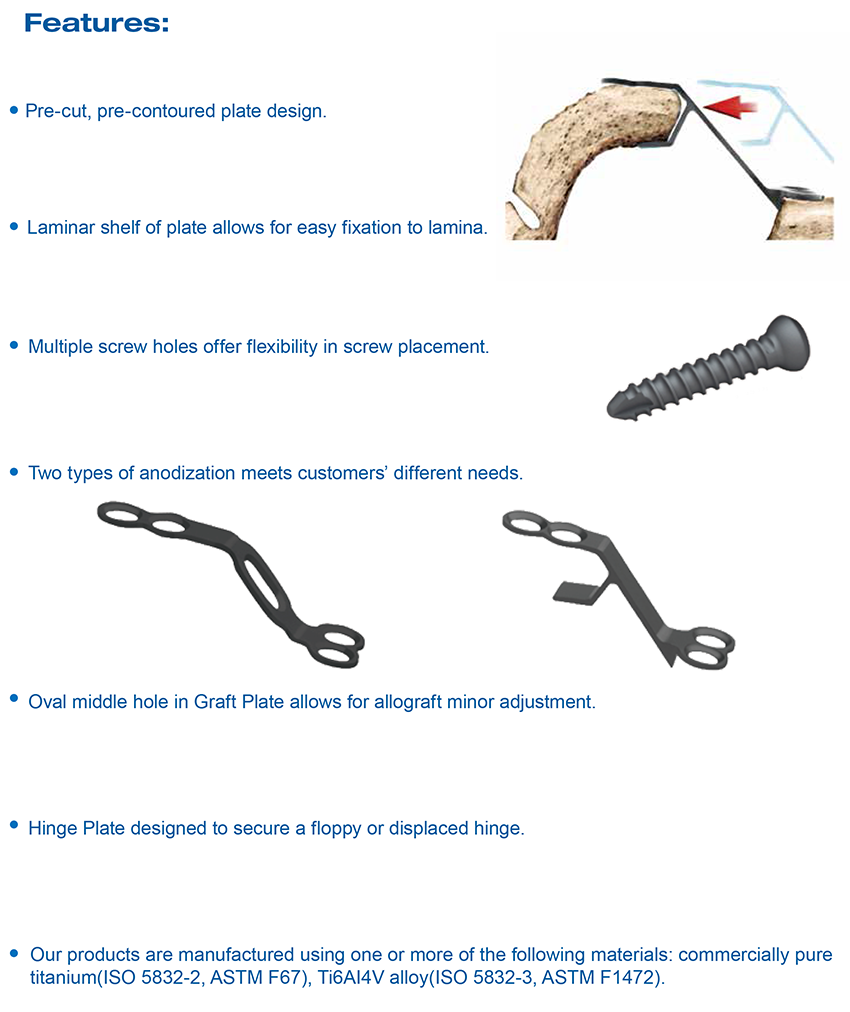 Features:
• Pre-cut, pre-contoured plate design.
• Laminar shelf of plate allows for easy fixation to lamina.
• Multiple screw holes offer flexibility in screw placement.
• Two types of anodization meets customers’ different needs.
• Oval middle hole in Graft Plate allows for allograft minor adjustment.
• Hinge Plate designed to secure a floppy or displaced hinge.
• Our products are manufactured using one or more of the following materials: commercially pure
titanium(ISO 5832-2, ASTM F67), Ti6Al4V alloy(ISO 5832-3, ASTM F1472).